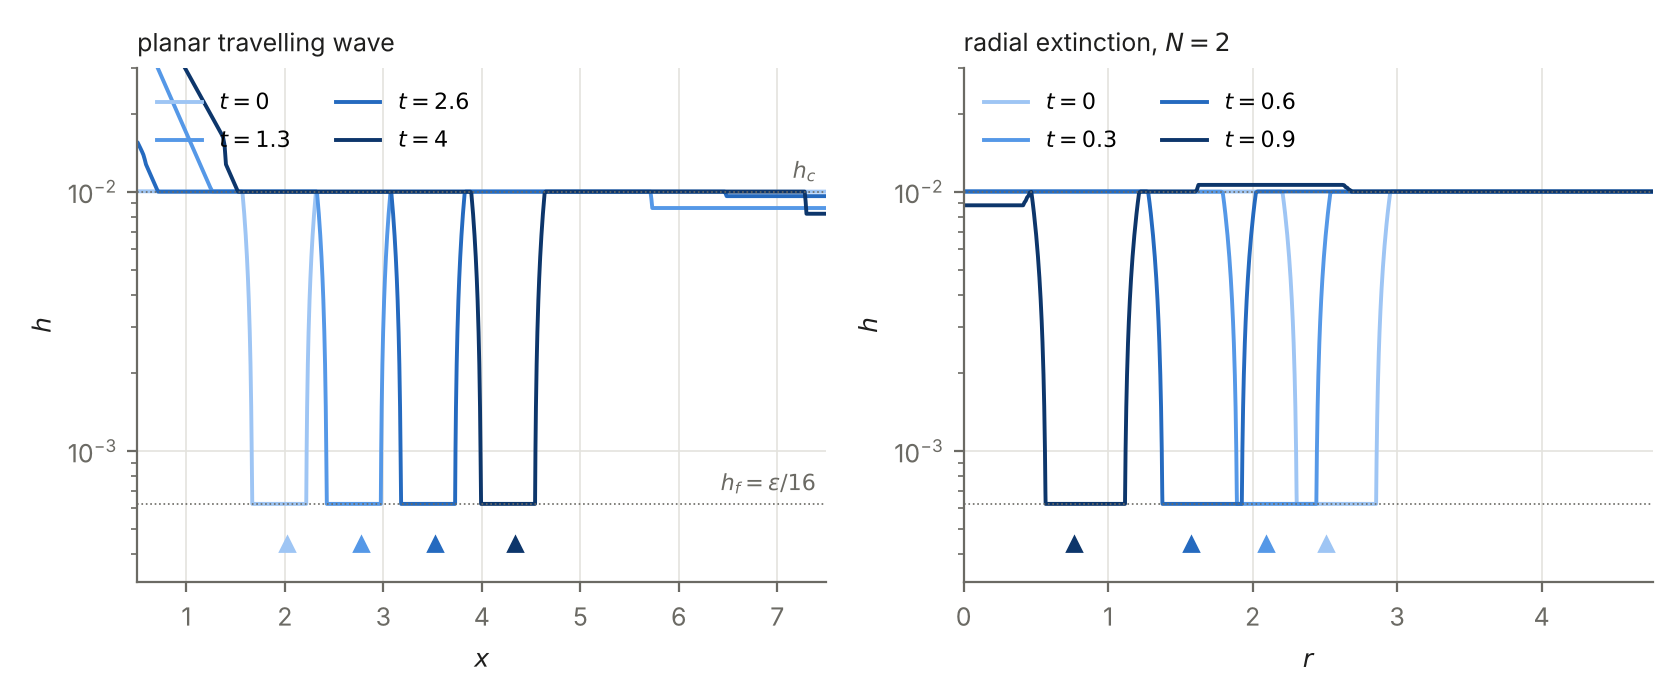 planar travelling wave
t = 0
t = 2.6
t = 1.3
t = 4
h_c
h_f = ε/16
10⁻²
10⁻³
h
1 2 3 4 5 6 7
x
radial extinction, N = 2
t = 0
t = 0.6
t = 0.3
t = 0.9
10⁻²
10⁻³
h
0 1 2 3 4
r